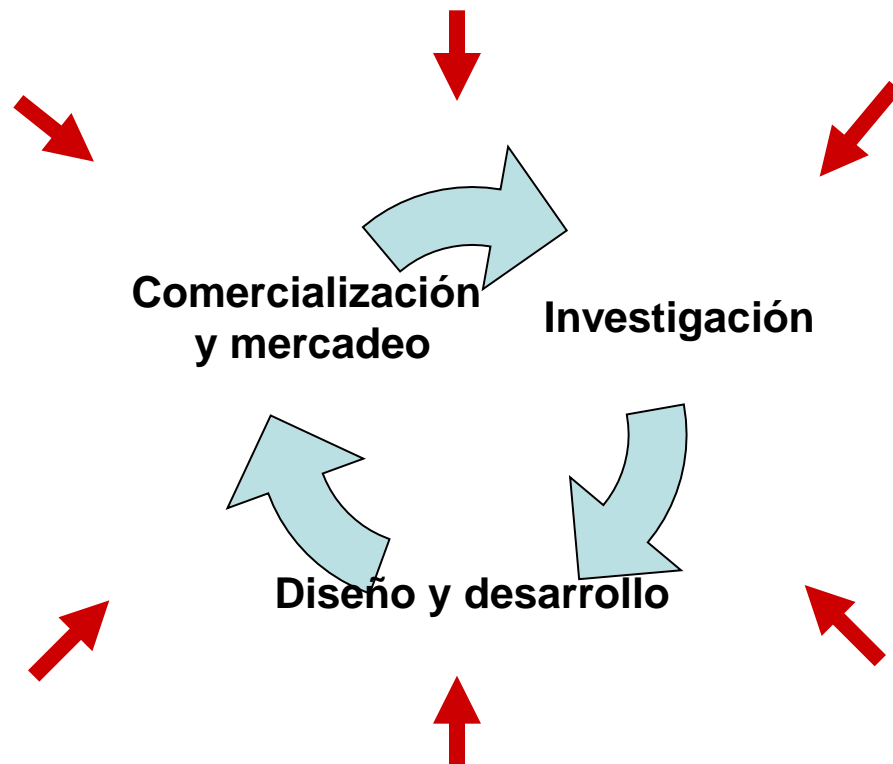 Comercialización
y mercadeo
Investigación
Diseño y desarrollo